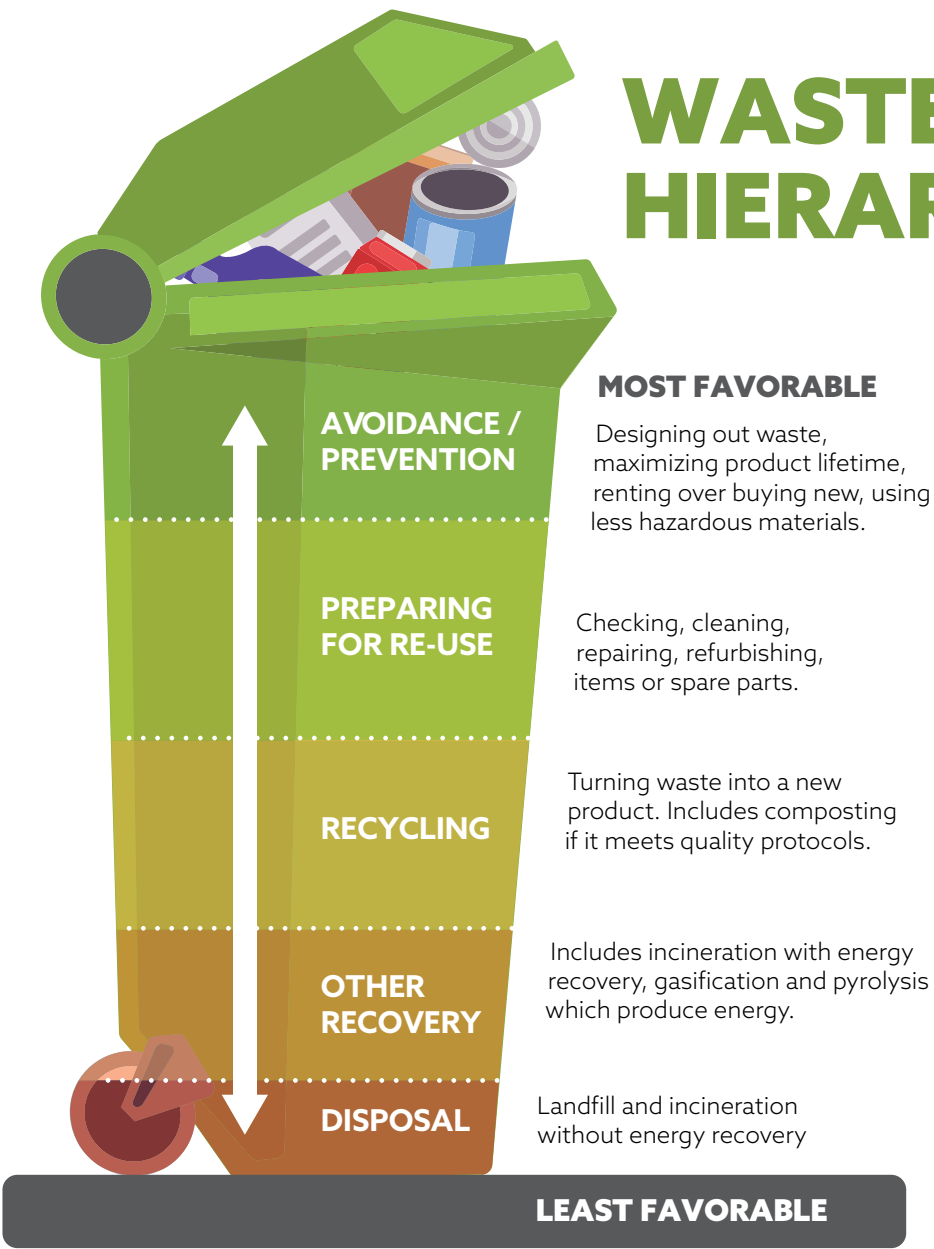 WASTE
HIERAR
MOST FAVORABLE
AVOIDANCE /
PREVENTION
Designing out waste,
maximizing product lifetime,
renting over buying new, using
less hazardous materials.
PREPARING
FOR RE-USE
Checking, cleaning,
repairing, refurbishing,
items or spare parts.
RECYCLING
Turning waste into a new
product. Includes composting
if it meets quality protocols.
OTHER
RECOVERY
Includes incineration with energy
recovery, gasification and pyrolysis
which produce energy.
DISPOSAL
Landfill and incineration
without energy recovery
LEAST FAVORABLE